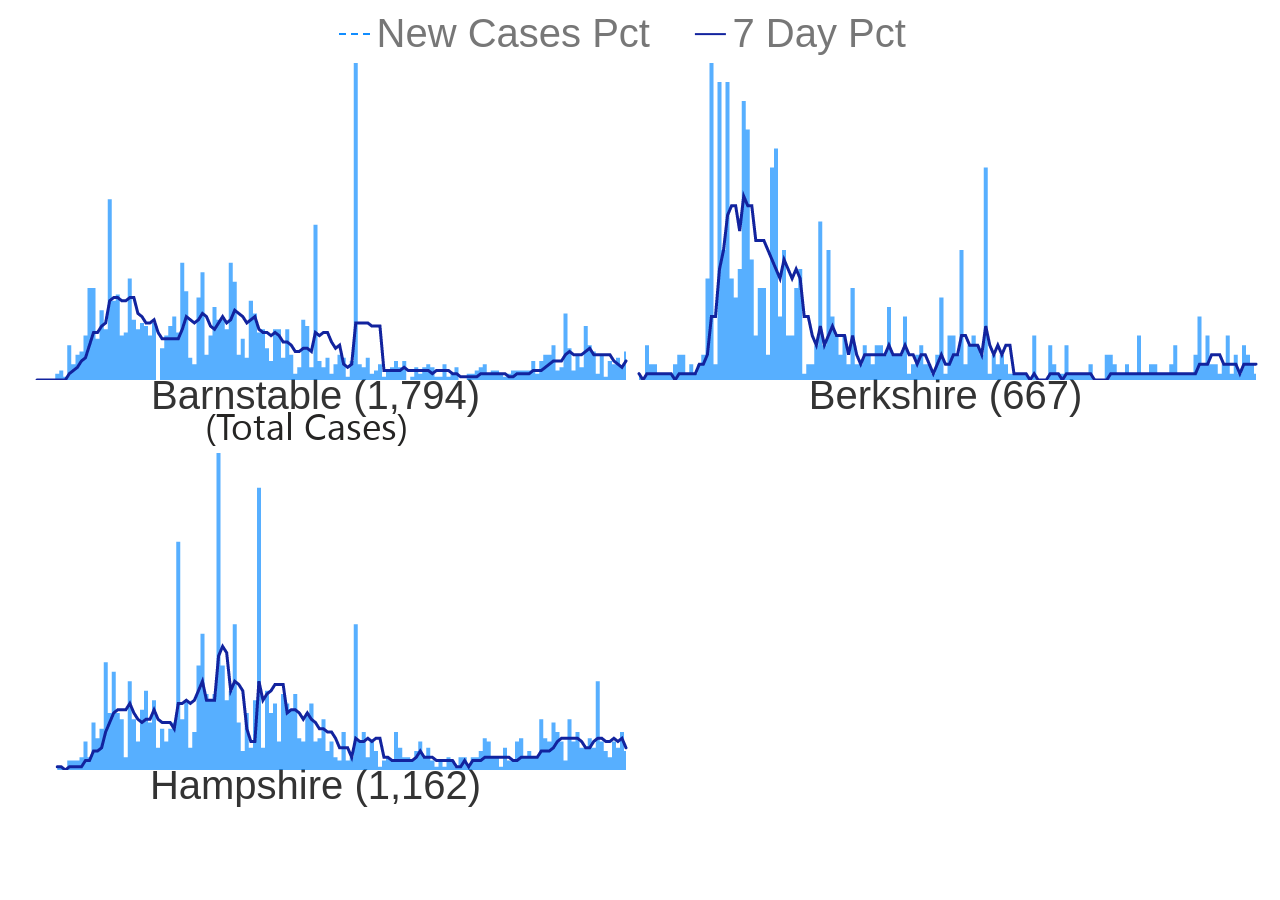 New Cases Pct 7 Day Pct
Barnstable (1,794)
(Total Cases)
Berkshire (667)
Hampshire (1,162)